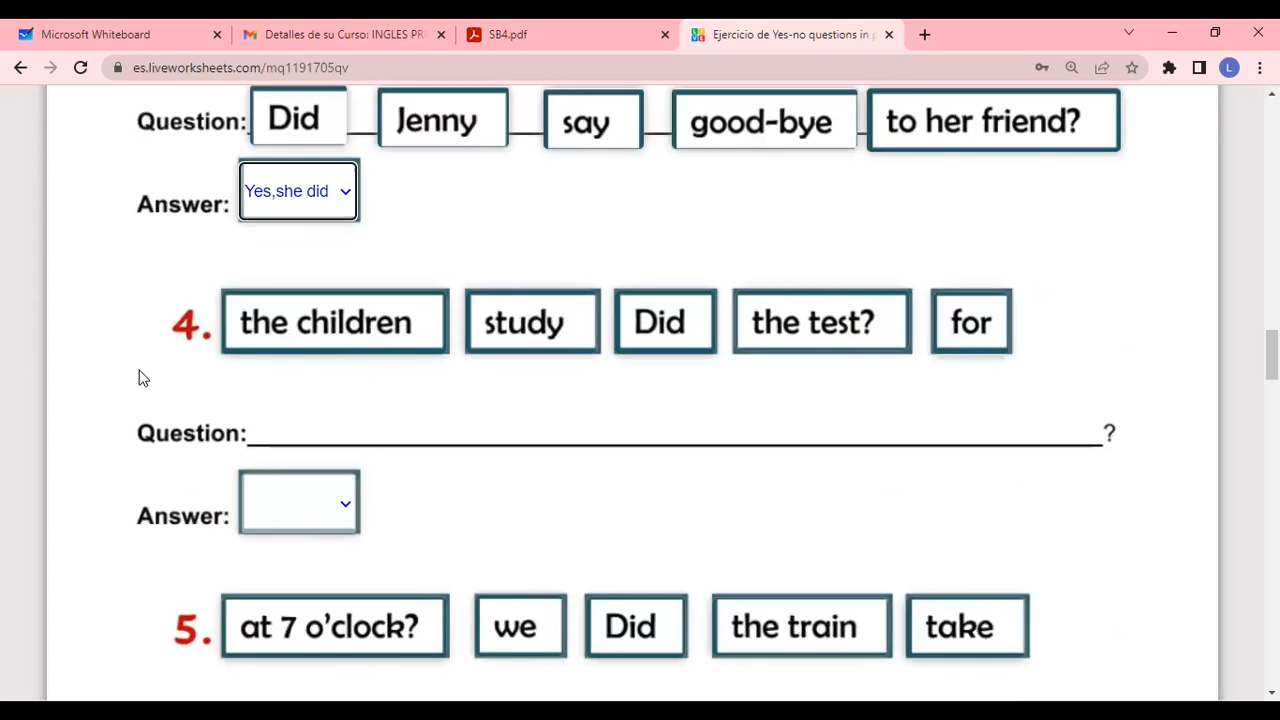 Microsoft Whiteboard
Detalles de su Curso: INGLES PRI
SB4.pdf
Ejercicio de Yes-no questions in p
es.liveworksheets.com/mq1191705qv
L
Question: Did Jenny say good-bye to her friend?
Answer: Yes,she did
4. the children study Did the test? for
Question:______?
Answer:
5. at 7 o'clock? we Did the train take